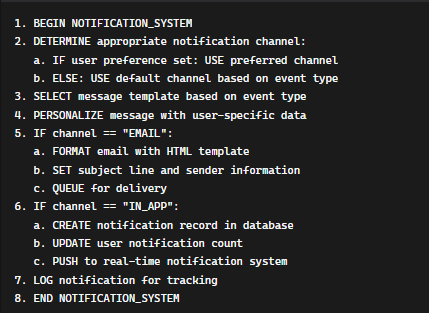 1. BEGIN NOTIFICATION_SYSTEM
2. DETERMINE appropriate notification channel:
   a. IF user preference set: USE preferred channel
   b. ELSE: USE default channel based on event type
3. SELECT message template based on event type
4. PERSONALIZE message with user-specific data
5. IF channel == "EMAIL":
   a. FORMAT email with HTML template
   b. SET subject line and sender information
   c. QUEUE for delivery
6. IF channel == "IN_APP":
   a. CREATE notification record in database
   b. UPDATE user notification count
   c. PUSH to real-time notification system
7. LOG notification for tracking
8. END NOTIFICATION_SYSTEM